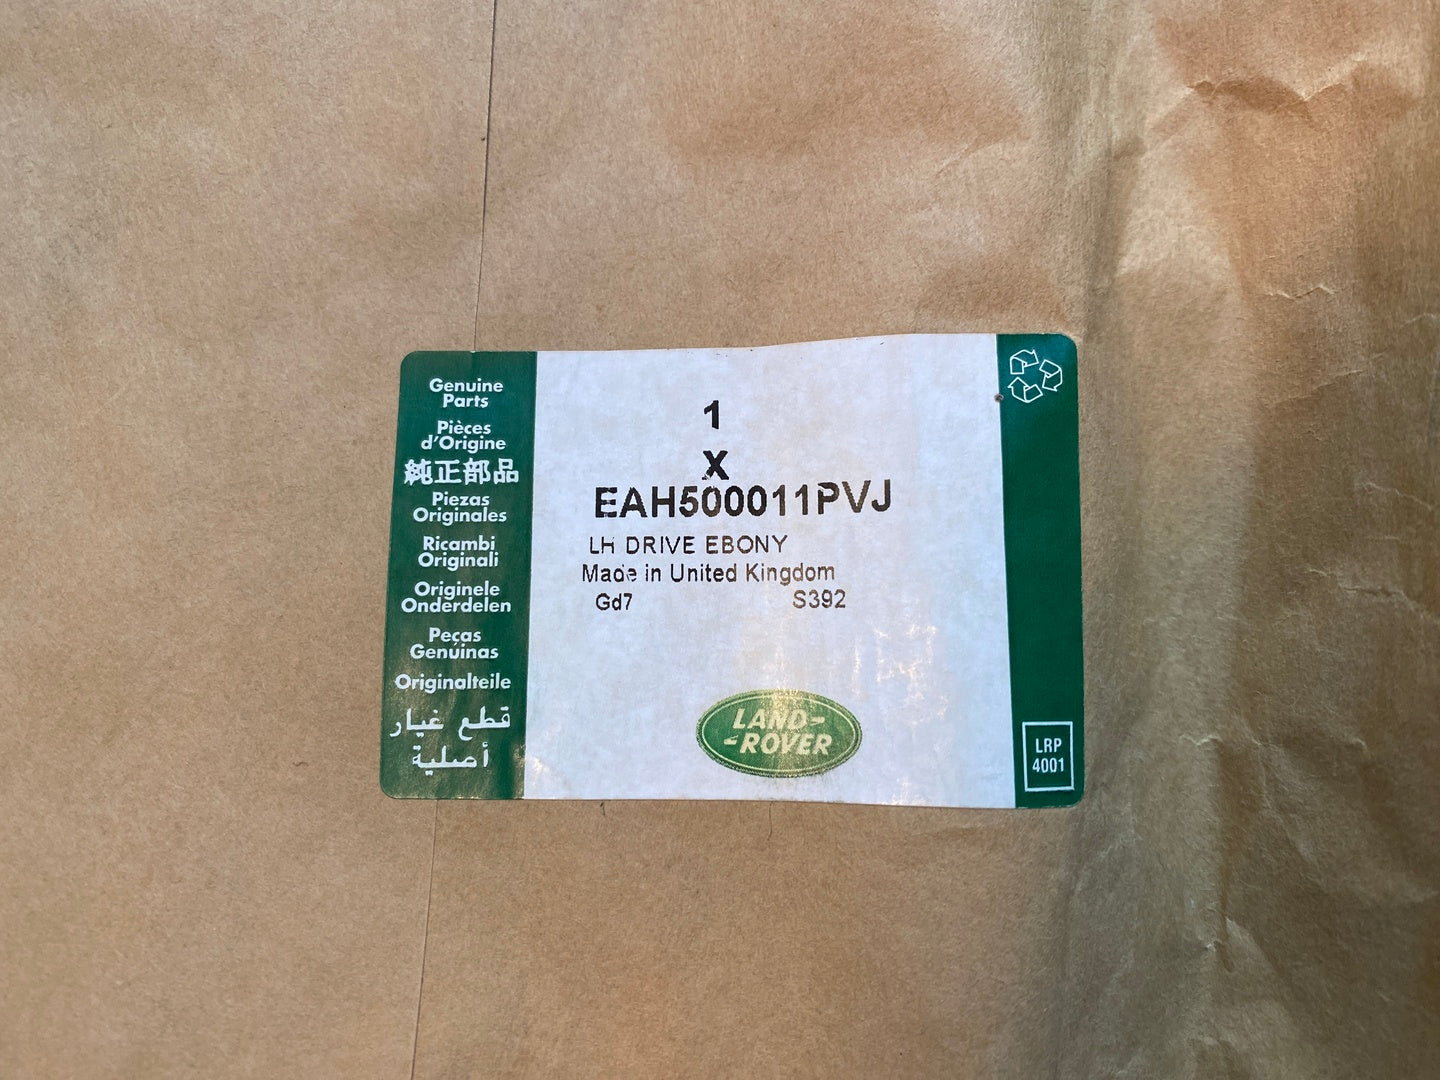 Genuine
Parts
Pièces
d'Origine
純正部品
Piezas
Originales
Ricambi
Originali
Originele
Onderdelen
Peças
Genúinas
Originalteile
قطع غيار
أصلية
1
X
EAH500011PVJ
LH DRIVE EBONY
Made in United Kingdom
Gd7 S392
LAND-
-ROVER
LRP
4001